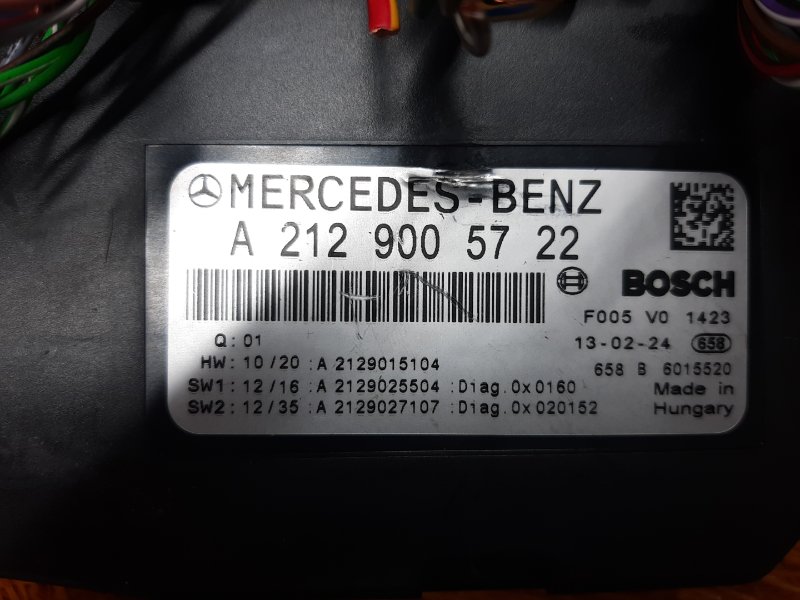 MERCEDES-BENZ
A 212 900 57 22
BOSCH
F005 V0 1423
Q: 01
13-02-24 658
HW: 10/20 :A 2129015104
658 B 6015520
SW1: 12/16 :A 2129025504 :Diag.0x0160
Made in
SW2: 12/35 :A 2129027107 :Diag.0x020152
Hungary